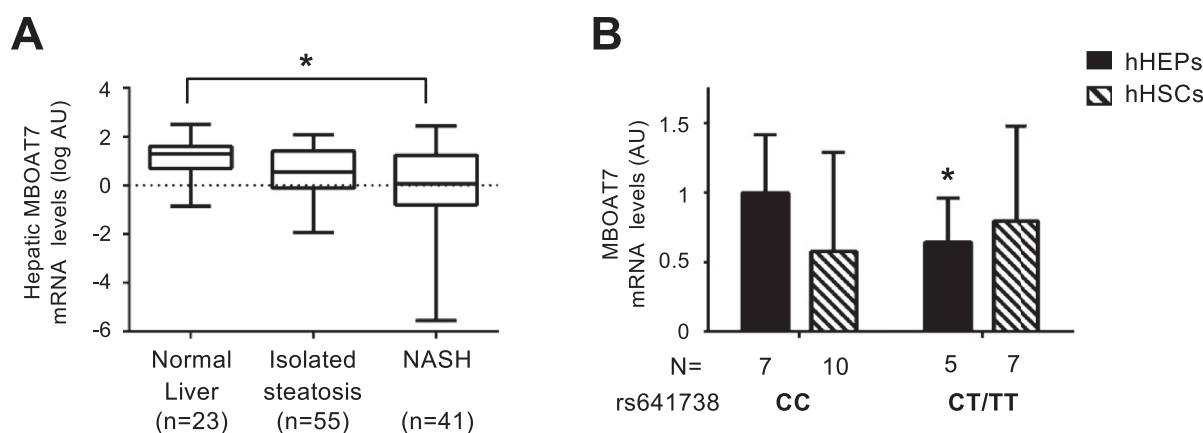 A
Hepatic MBOAT7
mRNA levels (log AU)
4
2
0
-2
-4
-6
*
Normal
Liver
(n=23)
Isolated
steatosis
(n=55)
NASH
(n=41)
B
hHEPs
hHSCs
MBOAT7
mRNA levels (AU)
1.5
1
0.5
0
*
N= 7 10 5 7
rs641738 CC CT/TT